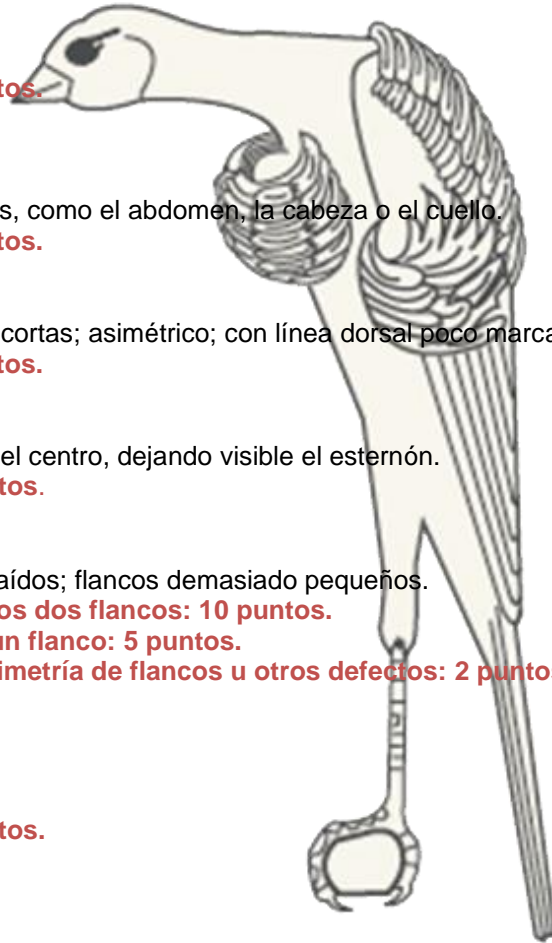 tos.
s, como el abdomen, la cabeza o el cuello.
tos.
cortas; asimétrico; con línea dorsal poco marca
tos.
el centro, dejando visible el esternón.
tos.
aídos; flancos demasiado pequeños.
os dos flancos: 10 puntos.
un flanco: 5 puntos.
imetría de flancos u otros defectos: 2 puntos
tos.